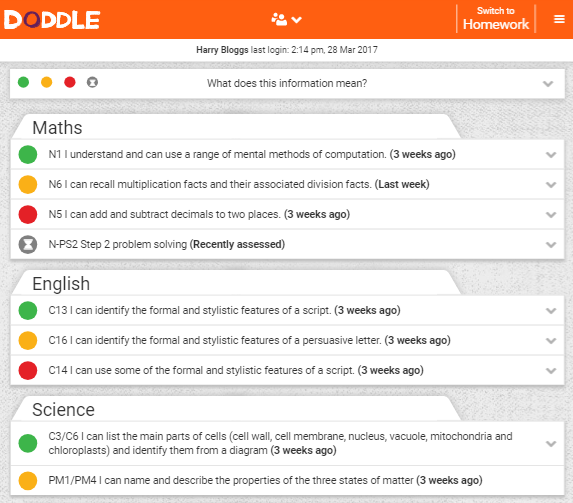 DODDLE
Switch to
Homework
Harry Bloggs last login: 2:14 pm, 28 Mar 2017
What does this information mean?
Maths
N1 I understand and can use a range of mental methods of computation. (3 weeks ago)
N6 I can recall multiplication facts and their associated division facts. (Last week)
N5 I can add and subtract decimals to two places. (3 weeks ago)
N-PS2 Step 2 problem solving (Recently assessed)
English
C13 I can identify the formal and stylistic features of a script. (3 weeks ago)
C16 I can identify the formal and stylistic features of a persuasive letter. (3 weeks ago)
C14 I can use some of the formal and stylistic features of a script. (3 weeks ago)
Science
C3/C6 I can list the main parts of cells (cell wall, cell membrane, nucleus, vacuole, mitochondria and
chloroplasts) and identify them from a diagram (3 weeks ago)
PM1/PM4 I can name and describe the properties of the three states of matter (3 weeks ago)